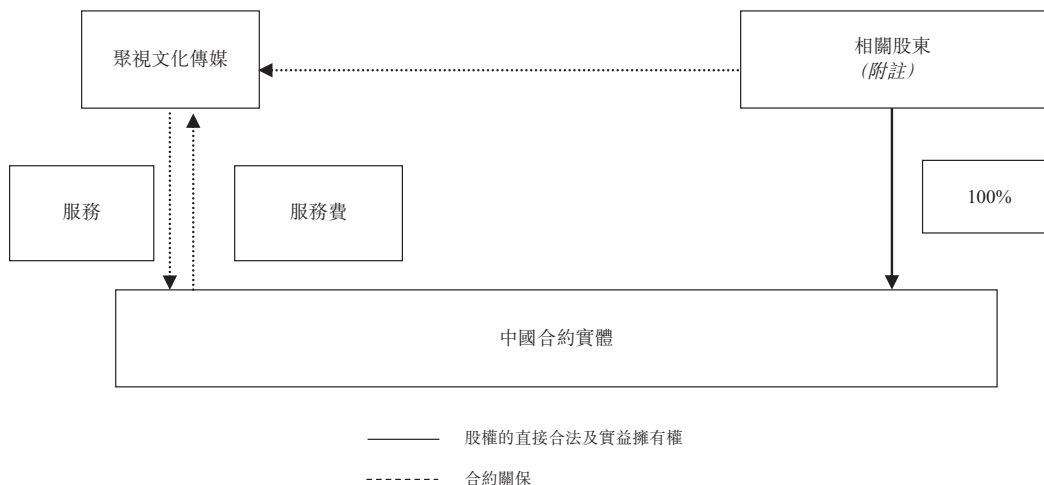 聚視文化傳媒
相關股東
(附註)
服務
服務費
100%
中國合約實體
股權的直接合法及實益擁有權
合約關保